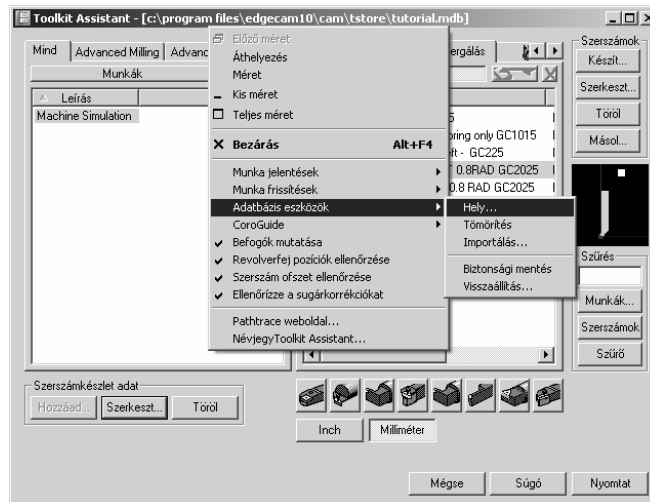 Toolkit Assistant - [c:\program files\edgecam10\cam\tstore\tutorial.mdb]
Mind
Advanced Milling
Advanc
ergálás
Munkák
Leírás
Machine Simulation
Előző méret
Áthelyezés
Méret
Kis méret
Teljes méret
Bezárás Alt+F4
Munka jelentések
Munka frissítések
Adatbázis eszközök
CoroGuide
Befogók mutatása
Revolverfej pozíciók ellenőrzése
Szerszám ofszet ellenőrzése
Ellenőrízze a sugárkorrekciókat
Pathtrace weboldal...
NévjegyToolkit Assistant...
5
oring only GC1015
eft - GC225
0.8RAD GC2025
0.8 RAD GC2025
Hely...
Tömörítés
Importálás...
Biztonsági mentés
Visszaállítás...
Szerszámok
Készít...
Szerkeszt...
Töröl
Másol...
Szűrés
Munkák...
Szerszámok
Szűrő
Szerszámkészlet adat
Hozzáad...
Szerkeszt...
Töröl
Inch
Milliméter
Mégse
Súgó
Nyomtat